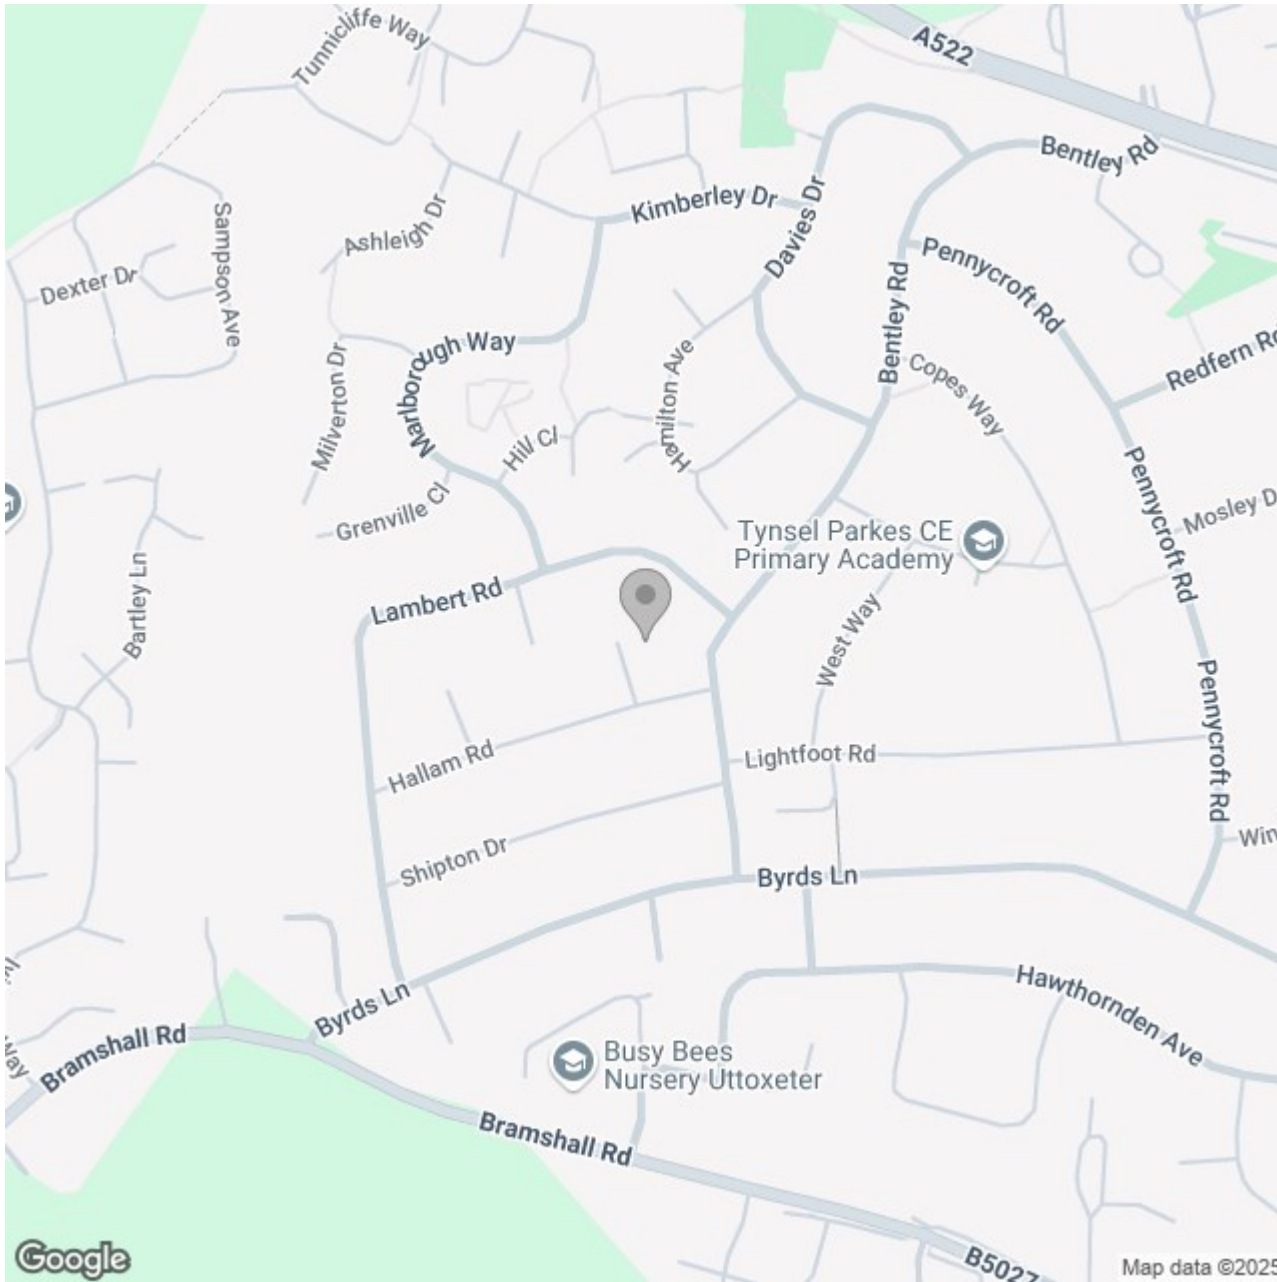 Tunnicliffe Way
A522
Bentley Rd
Kimberley Dr
Davies Dr
Ashleigh Dr
Sampson Ave
Dexter Dr
Pennycroft Rd
Bentley Rd
Marlborough Way
Milverton Dr
Hamilton Ave
Copes Way
Redfern Rd
Hill Cl
Grenville Cl
Pennycroft Rd
Mosley D
Tynsel Parkes CE
Primary Academy
Bartley Ln
Lambert Rd
West Way
Pennycroft Rd
Hallam Rd
Lightfoot Rd
Shipton Dr
Win
Byrds Ln
Hawthornden Ave
Byrds Ln
Bramshall Rd
Way
Busy Bees
Nursery Uttoxeter
Bramshall Rd
B5027
Google
Map data ©2025